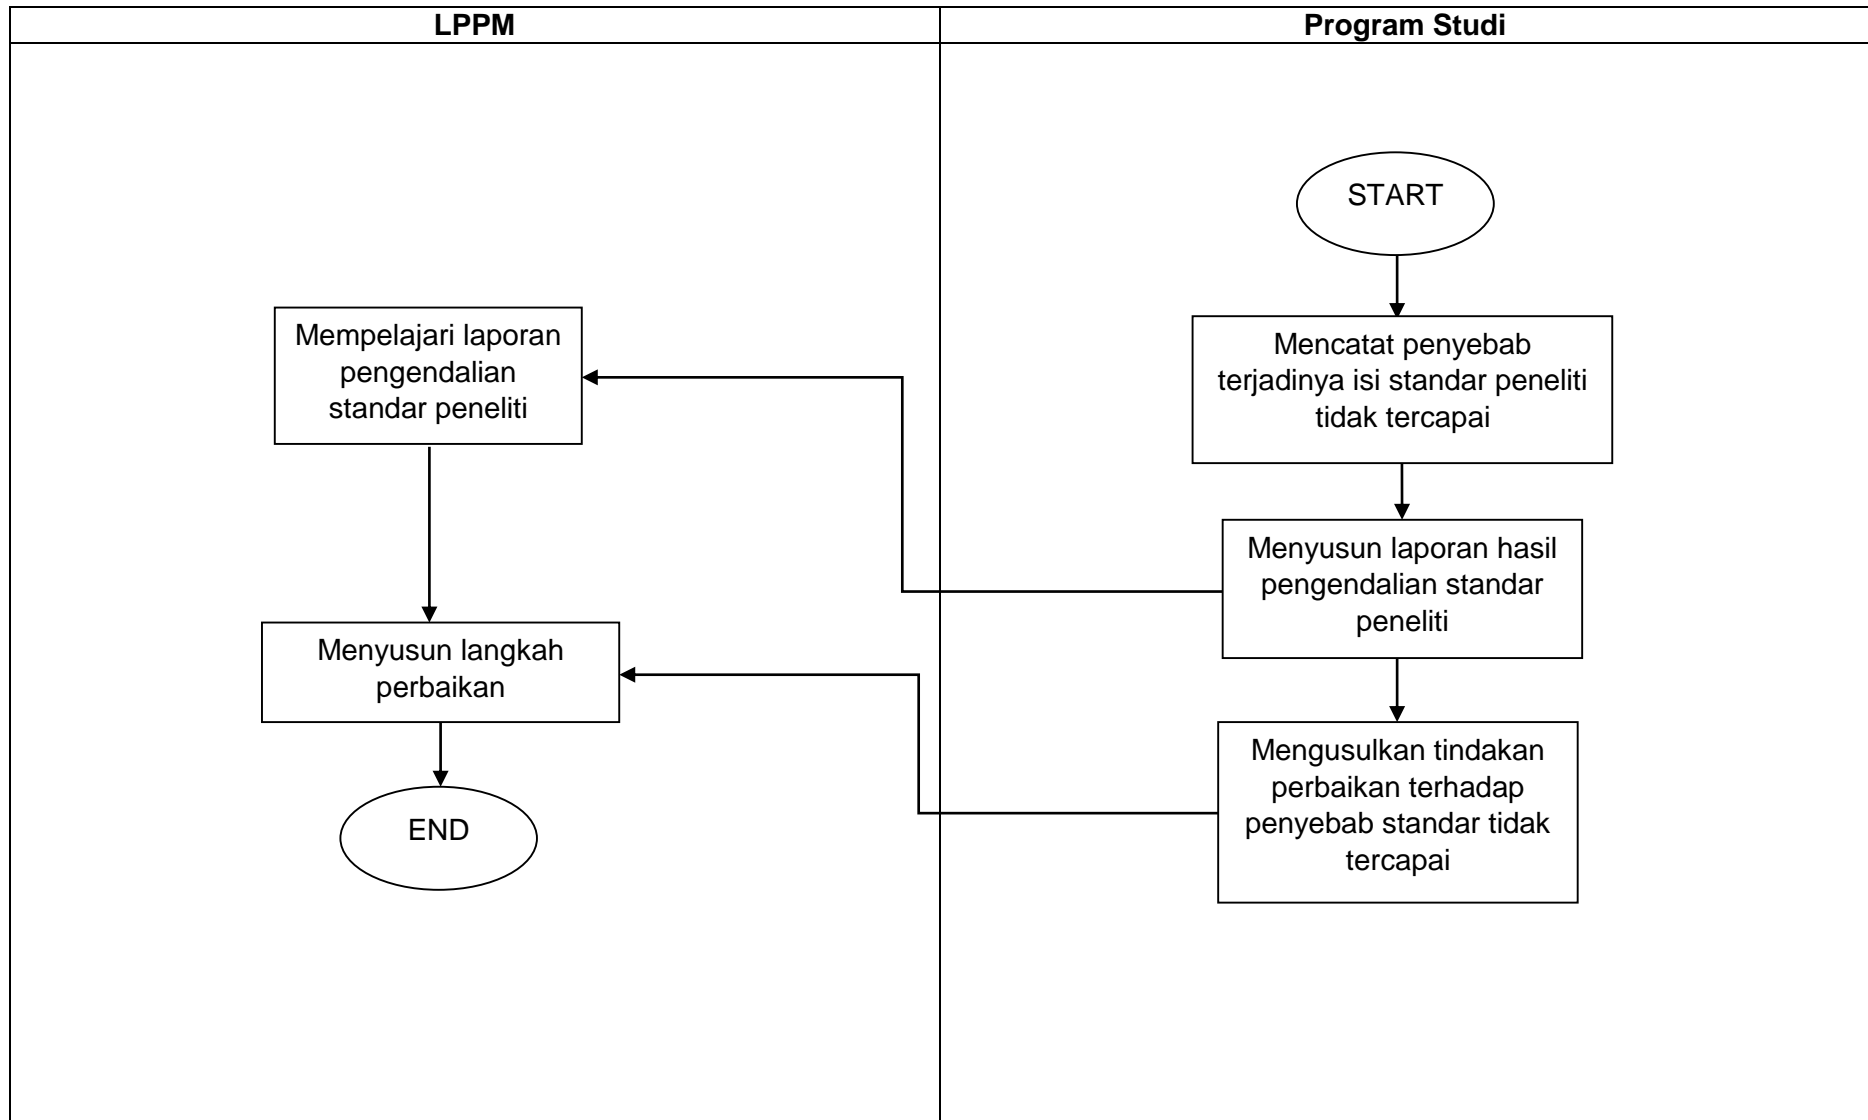 LPPM
Program Studi
START
Mencatat penyebab
terjadinya isi standar peneliti
tidak tercapai
Menyusun laporan hasil
pengendalian standar
peneliti
Mengusulkan tindakan
perbaikan terhadap
penyebab standar tidak
tercapai
Mempelajari laporan
pengendalian
standar peneliti
Menyusun langkah
perbaikan
END